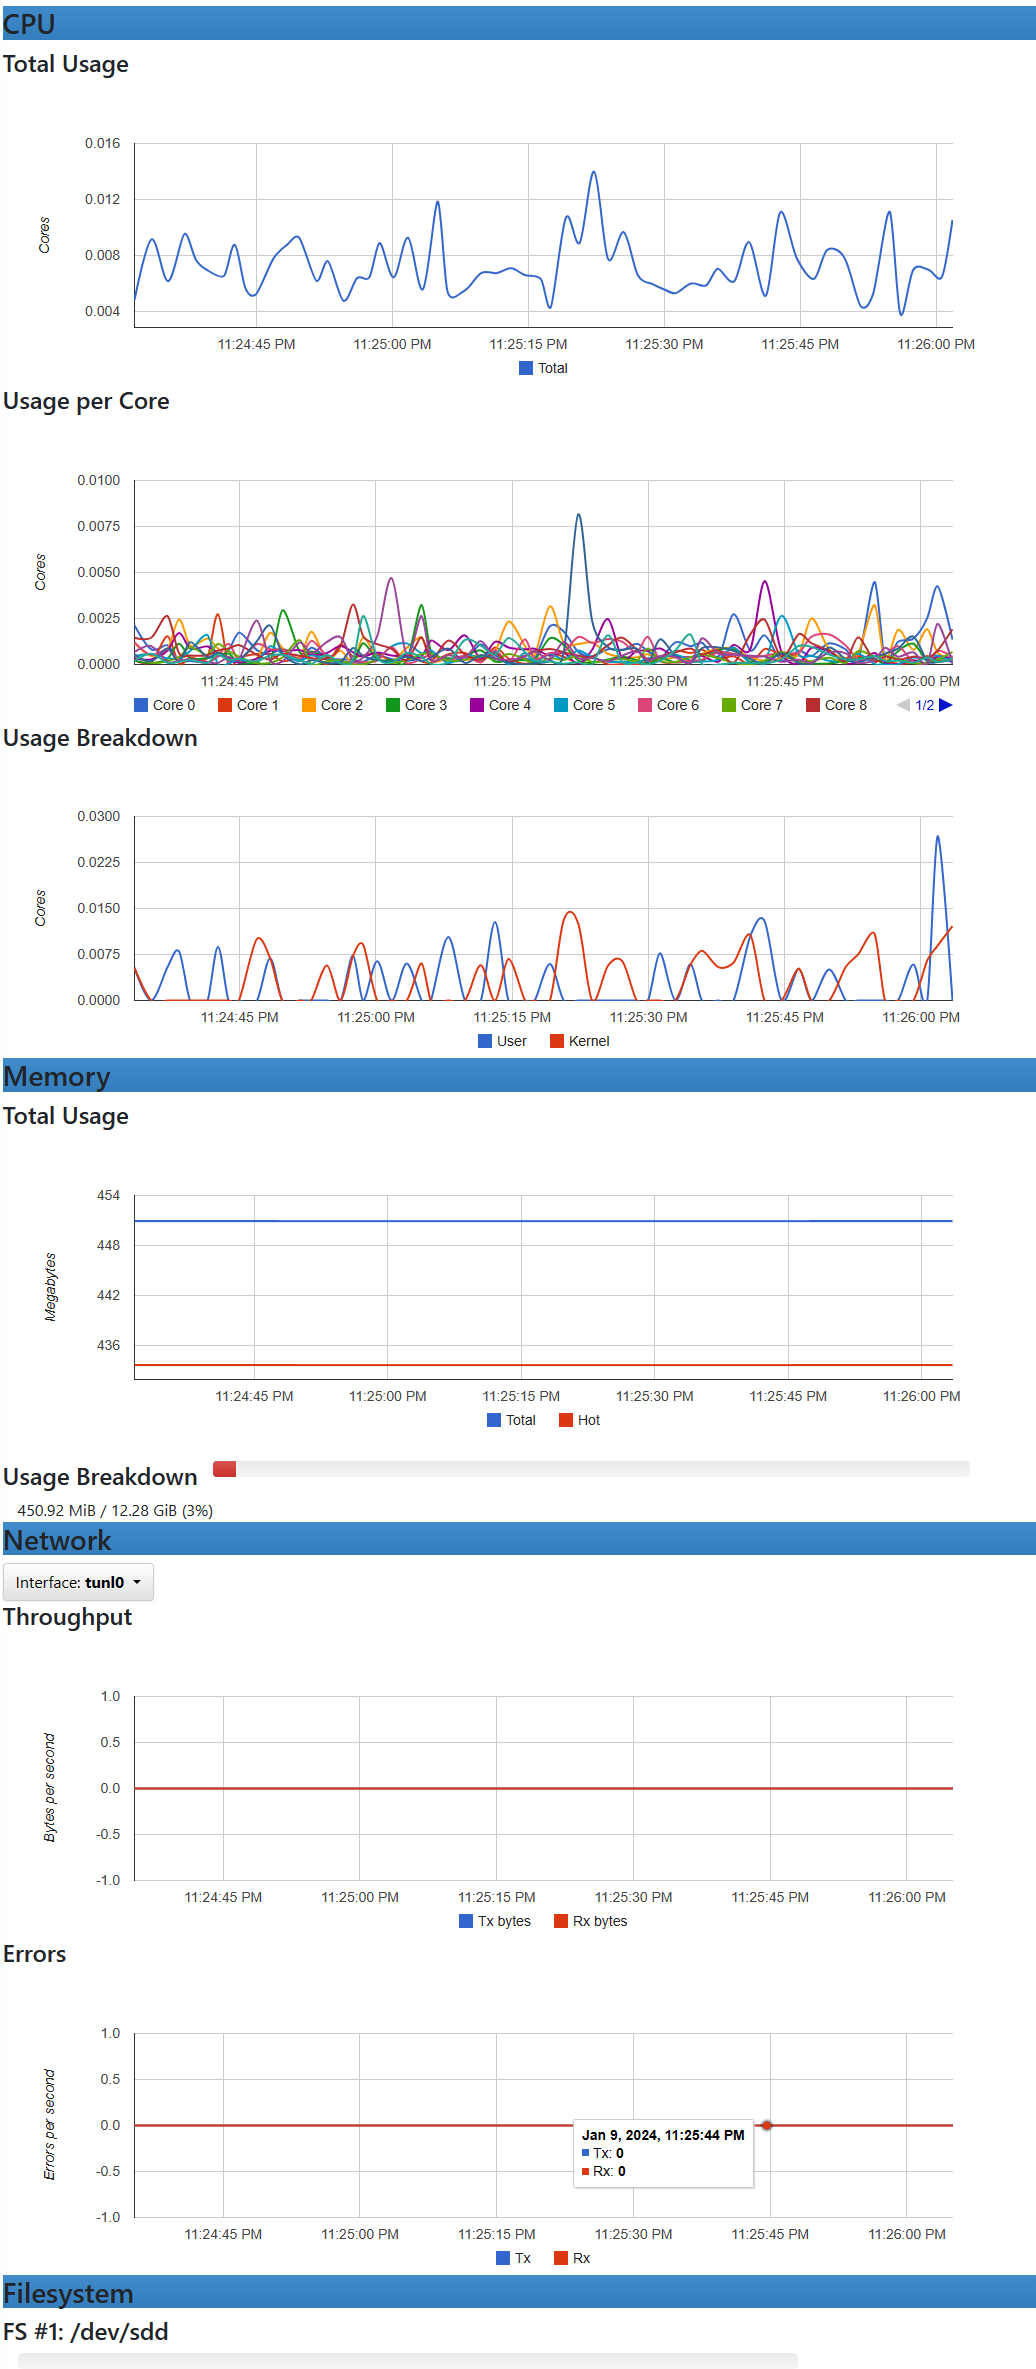 CPU
Total Usage
0.016
0.012
0.008
0.004
Cores
11:24:45 PM 11:25:00 PM 11:25:15 PM 11:25:30 PM 11:25:45 PM 11:26:00 PM
Total
Usage per Core
0.0100
0.0075
0.0050
0.0025
0.0000
Cores
11:24:45 PM 11:25:00 PM 11:25:15 PM 11:25:30 PM 11:25:45 PM 11:26:00 PM
Core 0 Core 1 Core 2 Core 3 Core 4 Core 5 Core 6 Core 7 Core 8 1/2
Usage Breakdown
0.0300
0.0225
0.0150
0.0075
0.0000
Cores
11:24:45 PM 11:25:00 PM 11:25:15 PM 11:25:30 PM 11:25:45 PM 11:26:00 PM
User Kernel
Memory
Total Usage
454
448
442
436
Megabytes
11:24:45 PM 11:25:00 PM 11:25:15 PM 11:25:30 PM 11:25:45 PM 11:26:00 PM
Total Hot
Usage Breakdown
450.92 MiB / 12.28 GiB (3%)
Network
Interface: tunl0
Throughput
1.0
0.5
0.0
-0.5
-1.0
Bytes per second
11:24:45 PM 11:25:00 PM 11:25:15 PM 11:25:30 PM 11:25:45 PM 11:26:00 PM
Tx bytes Rx bytes
Errors
1.0
0.5
0.0
-0.5
-1.0
Errors per second
Jan 9, 2024, 11:25:44 PM
Tx: 0
Rx: 0
11:24:45 PM 11:25:00 PM 11:25:15 PM 11:25:30 PM 11:25:45 PM 11:26:00 PM
Tx Rx
Filesystem
FS #1: /dev/sdd